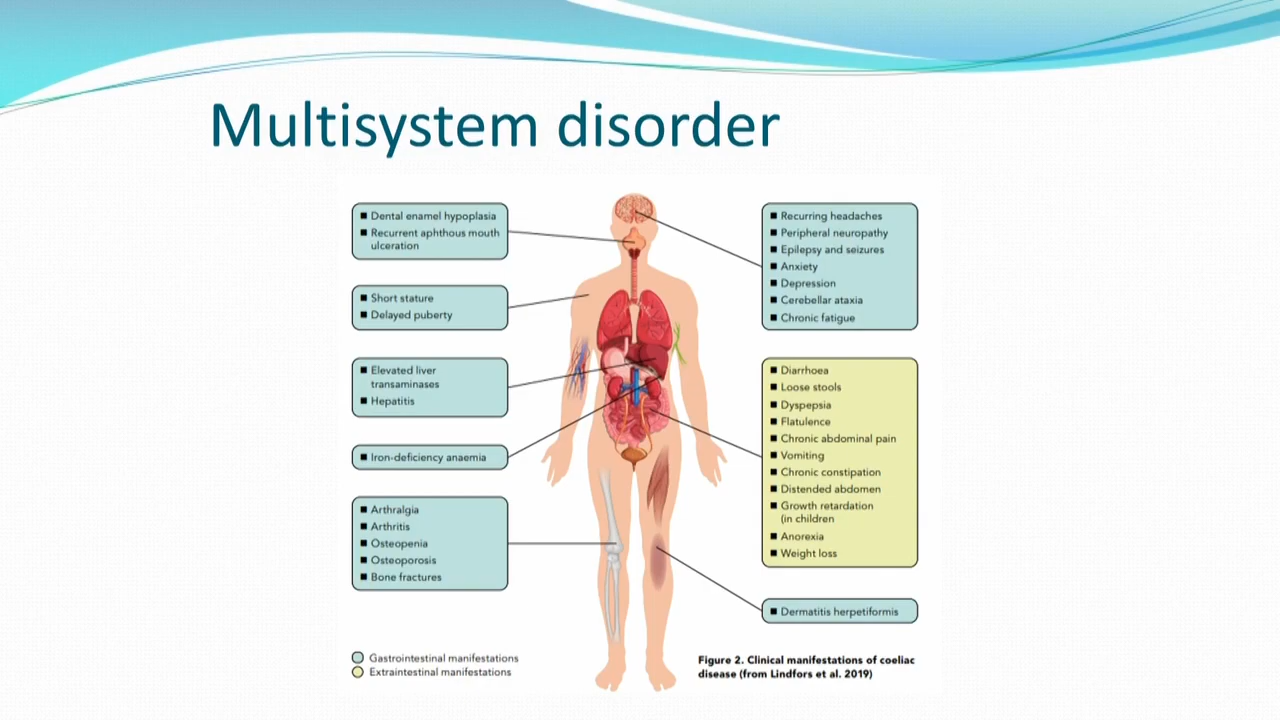 Multisystem disorder
■ Dental enamel hypoplasia
■ Recurrent aphthous mouth
ulceration
■ Short stature
■ Delayed puberty
■ Elevated liver
transaminases
■ Hepatitis
■ Iron-deficiency anaemia
■ Arthralgia
■ Arthritis
■ Osteopenia
■ Osteoporosis
■ Bone fractures
■ Recurring headaches
■ Peripheral neuropathy
■ Epilepsy and seizures
■ Anxiety
■ Depression
■ Cerebellar ataxia
■ Chronic fatigue
■ Diarrhoea
■ Loose stools
■ Dyspepsia
■ Flatulence
■ Chronic abdominal pain
■ Vomiting
■ Chronic constipation
■ Distended abdomen
■ Growth retardation
(in children
■ Anorexia
■ Weight loss
■ Dermatitis herpetiformis
Gastrointestinal manifestations
Extraintestinal manifestations
Figure 2. Clinical manifestations of coeliac
disease (from Lindfors et al. 2019)